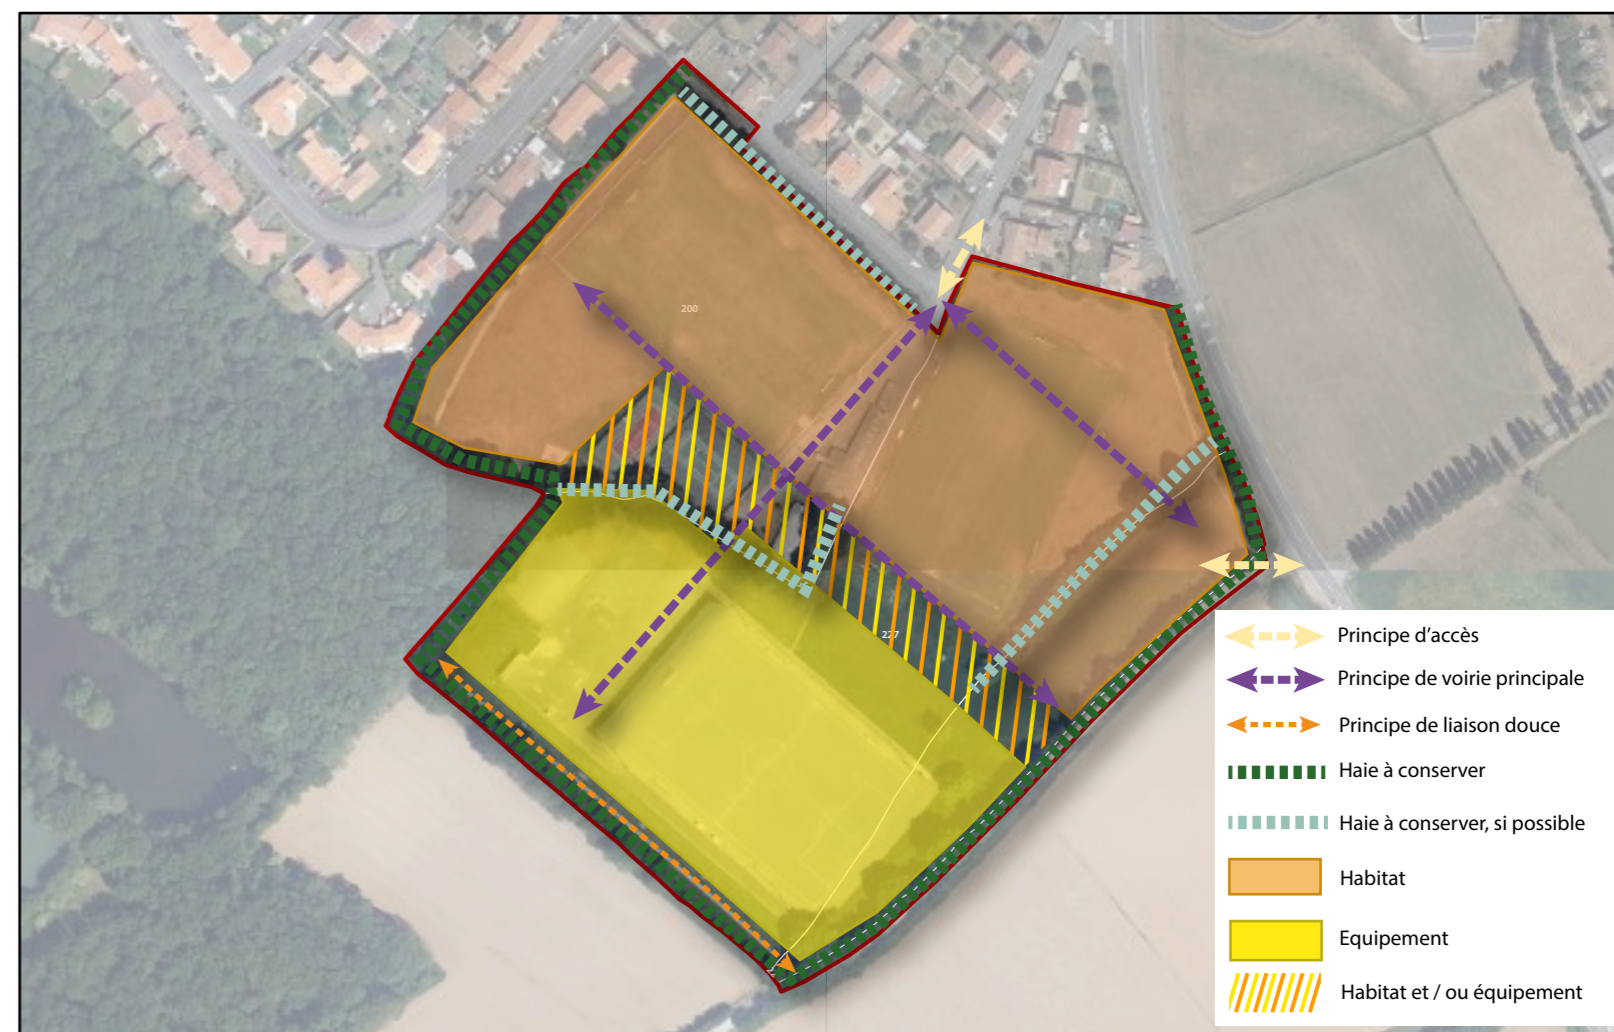 200
227
Principe d'accès
Principe de voirie principale
Principe de liaison douce
Haie à conserver
Haie à conserver, si possible
Habitat
Equipement
Habitat et / ou équipement